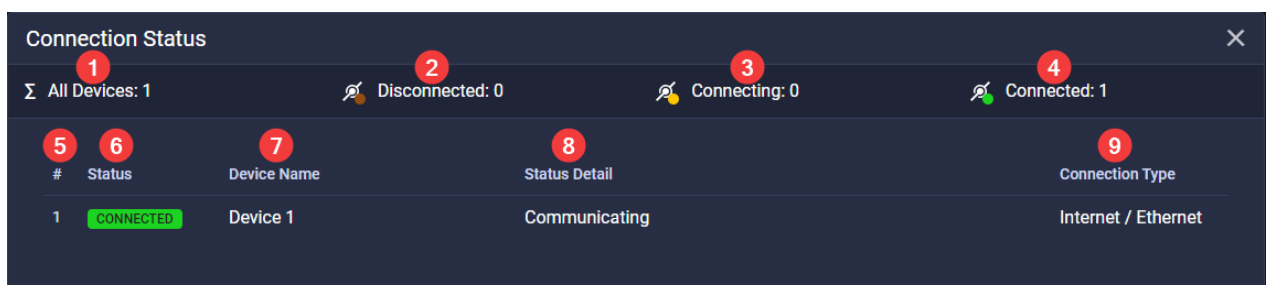 Connection Status
1 2 3 4
Σ All Devices: 1 Disconnected: 0 Connecting: 0 Connected: 1
5 6 7 8 9
# Status Device Name Status Detail Connection Type
1 CONNECTED Device 1 Communicating Internet / Ethernet